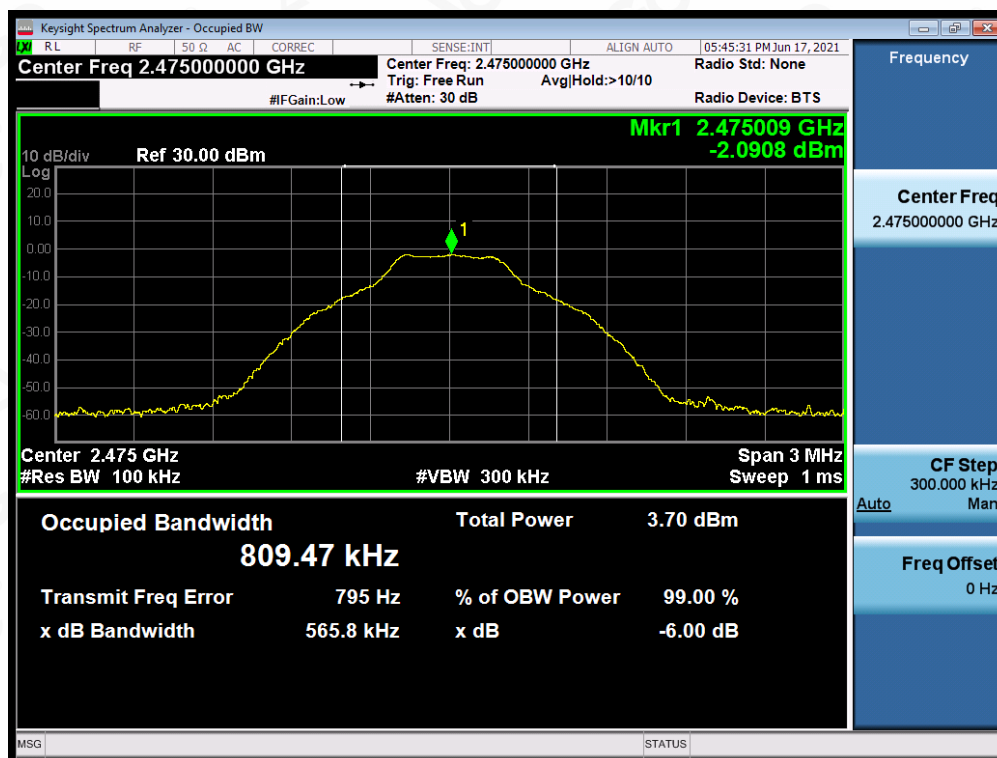 Keysight Spectrum Analyzer - Occupied BW
LXI RL RF 50 Ω AC CORREC SENSE:INT ALIGN AUTO 05:45:31 PM Jun 17, 2021
Center Freq 2.475000000 GHz
Center Freq: 2.475000000 GHz
Radio Std: None
Trig: Free Run Avg|Hold:>10/10
#IFGain:Low
#Atten: 30 dB
Radio Device: BTS
Mkr1 2.475009 GHz
-2.0908 dBm
10 dB/div Ref 30.00 dBm
Log
20.0
10.0
0.00
-10.0
-20.0
-30.0
-40.0
-50.0
-60.0
1
Center 2.475 GHz
Span 3 MHz
#Res BW 100 kHz
#VBW 300 kHz
Sweep 1 ms
Occupied Bandwidth
809.47 kHz
Total Power 3.70 dBm
Transmit Freq Error 795 Hz
% of OBW Power 99.00 %
x dB Bandwidth 565.8 kHz
x dB -6.00 dB
MSG
STATUS
Frequency
Center Freq
2.475000000 GHz
CF Step
300.000 kHz
Auto Man
Freq Offset
0 Hz